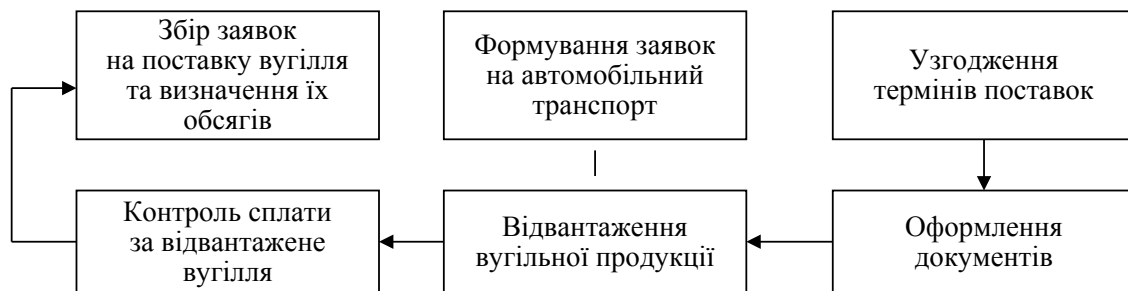 Збір заявок
на поставку вугілля
та визначення їх
обсягів
Формування заявок
на автомобільний
транспорт
Узгодження
термінів поставок
Контроль сплати
за відвантажене
вугілля
Відвантаження
вугільної продукції
Оформлення
документів